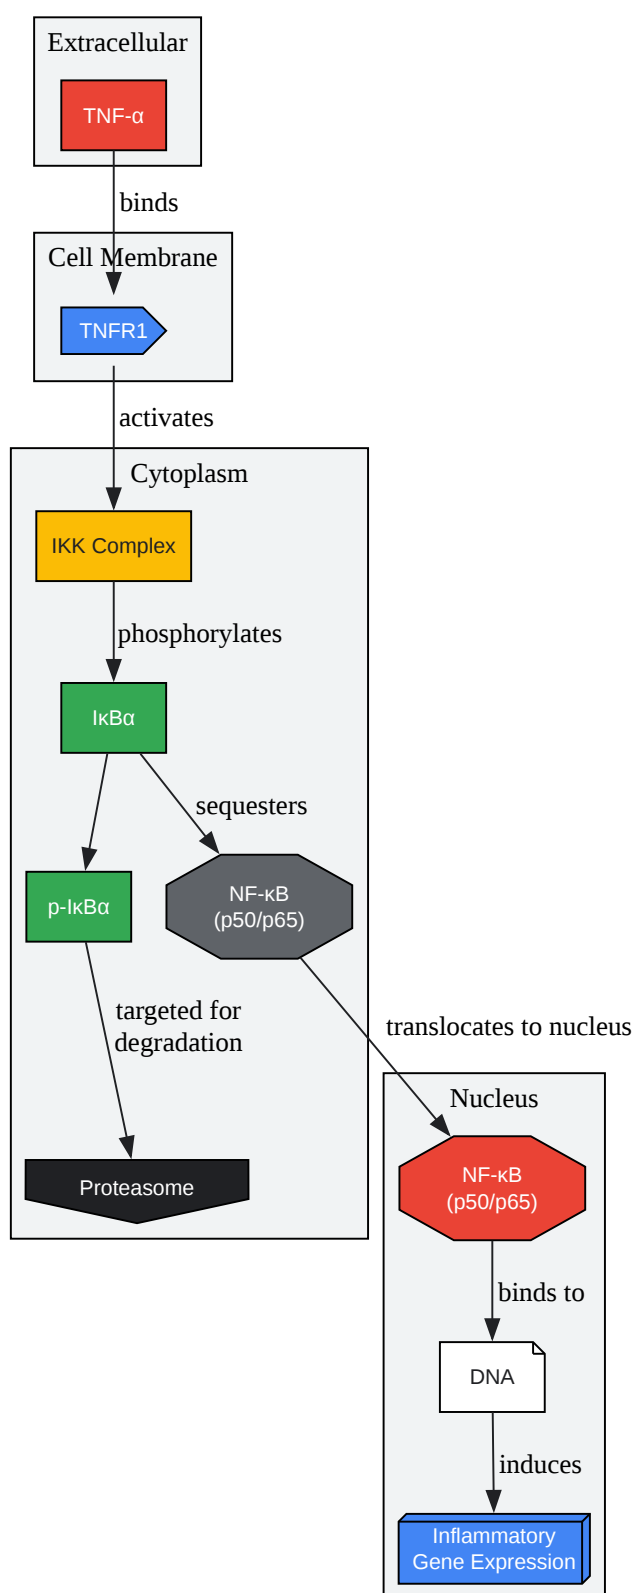 Extracellular
TNF-α
binds
Cell Membrane
TNFR1
activates
Cytoplasm
IKK Complex
phosphorylates
IκBα
sequesters
p-IκBα
NF-κB
(p50/p65)
targeted for
degradation
translocates to nucleus
Proteasome
Nucleus
NF-κB
(p50/p65)
binds to
DNA
induces
Inflammatory
Gene Expression